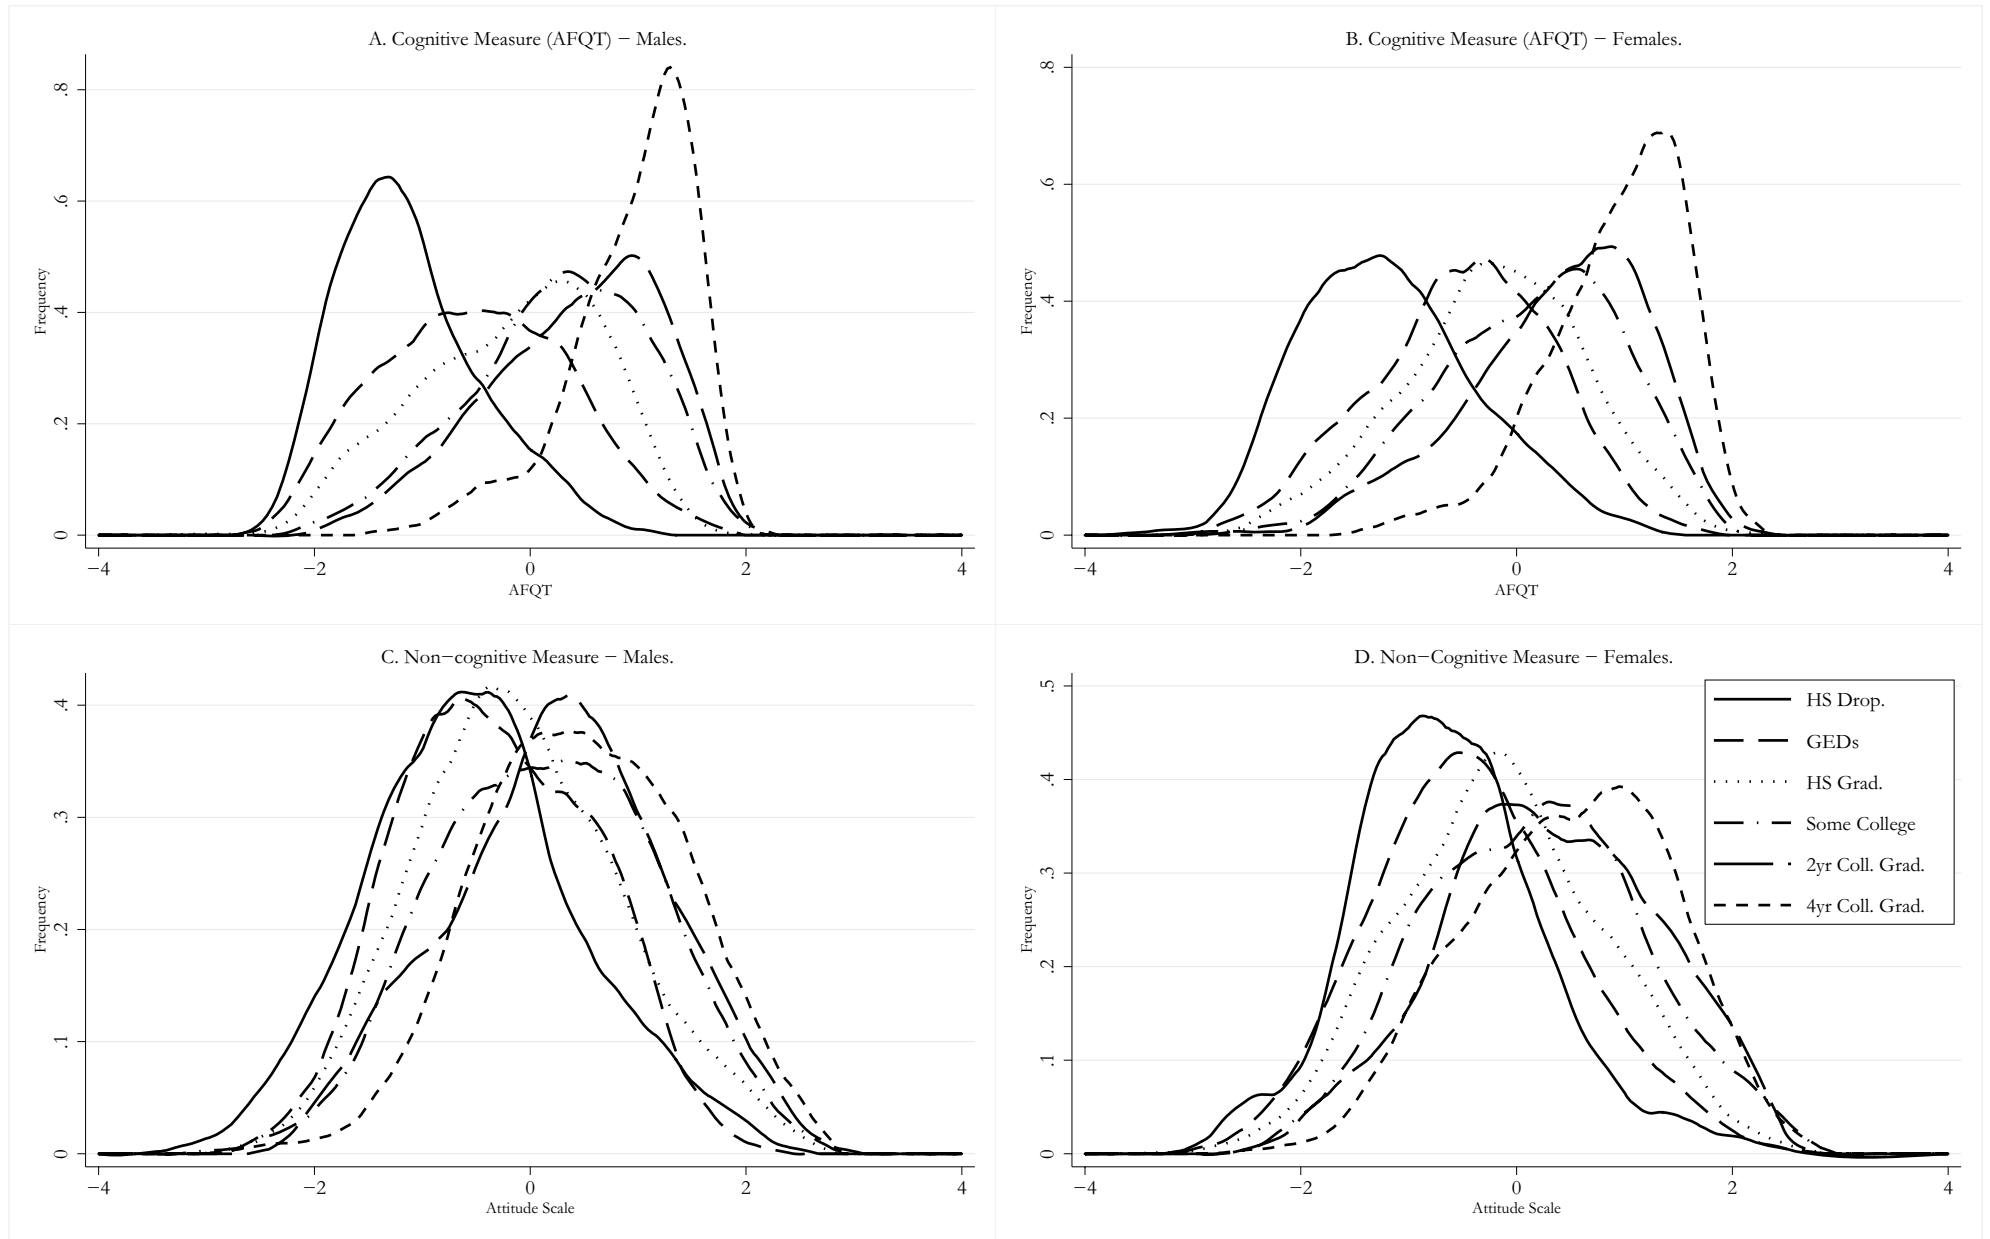 A. Cognitive Measure (AFQT) − Males.
Frequency
.8
.6
.4
.2
0
−4 −2 0 2 4
AFQT
B. Cognitive Measure (AFQT) − Females.
Frequency
.8
.6
.4
.2
0
−4 −2 0 2 4
AFQT
C. Non−cognitive Measure − Males.
Frequency
.4
.3
.2
.1
0
−4 −2 0 2 4
Attitude Scale
D. Non−Cognitive Measure − Females.
Frequency
.5
.4
.3
.2
.1
0
HS Drop.
GEDs
HS Grad.
Some College
2yr Coll. Grad.
4yr Coll. Grad.
−4 −2 0 2 4
Attitude Scale